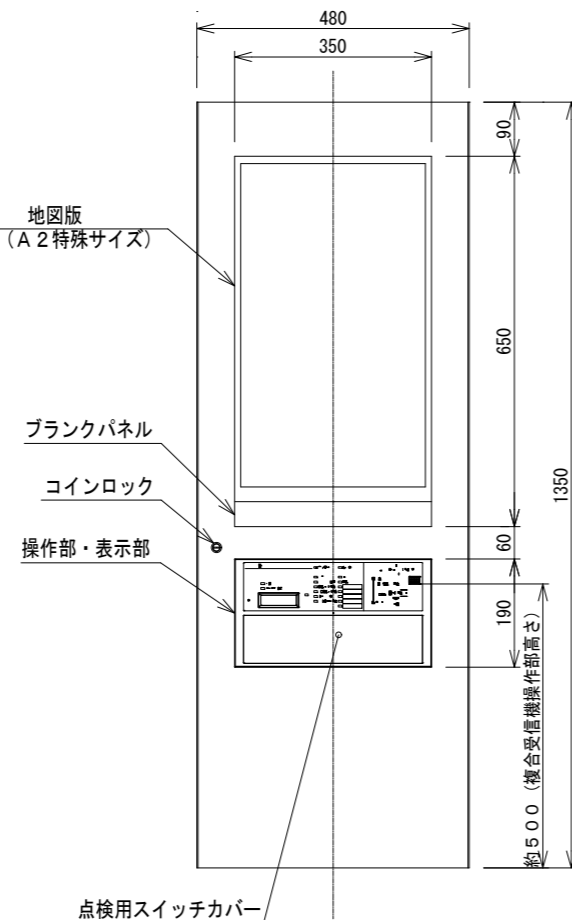 480
350
90
地図版
（Ａ２特殊サイズ）
650
ブランクパネル
1350
コインロック
60
操作部・表示部
190
約５００（複合受信機操作部高さ）
点検用スイッチカバー